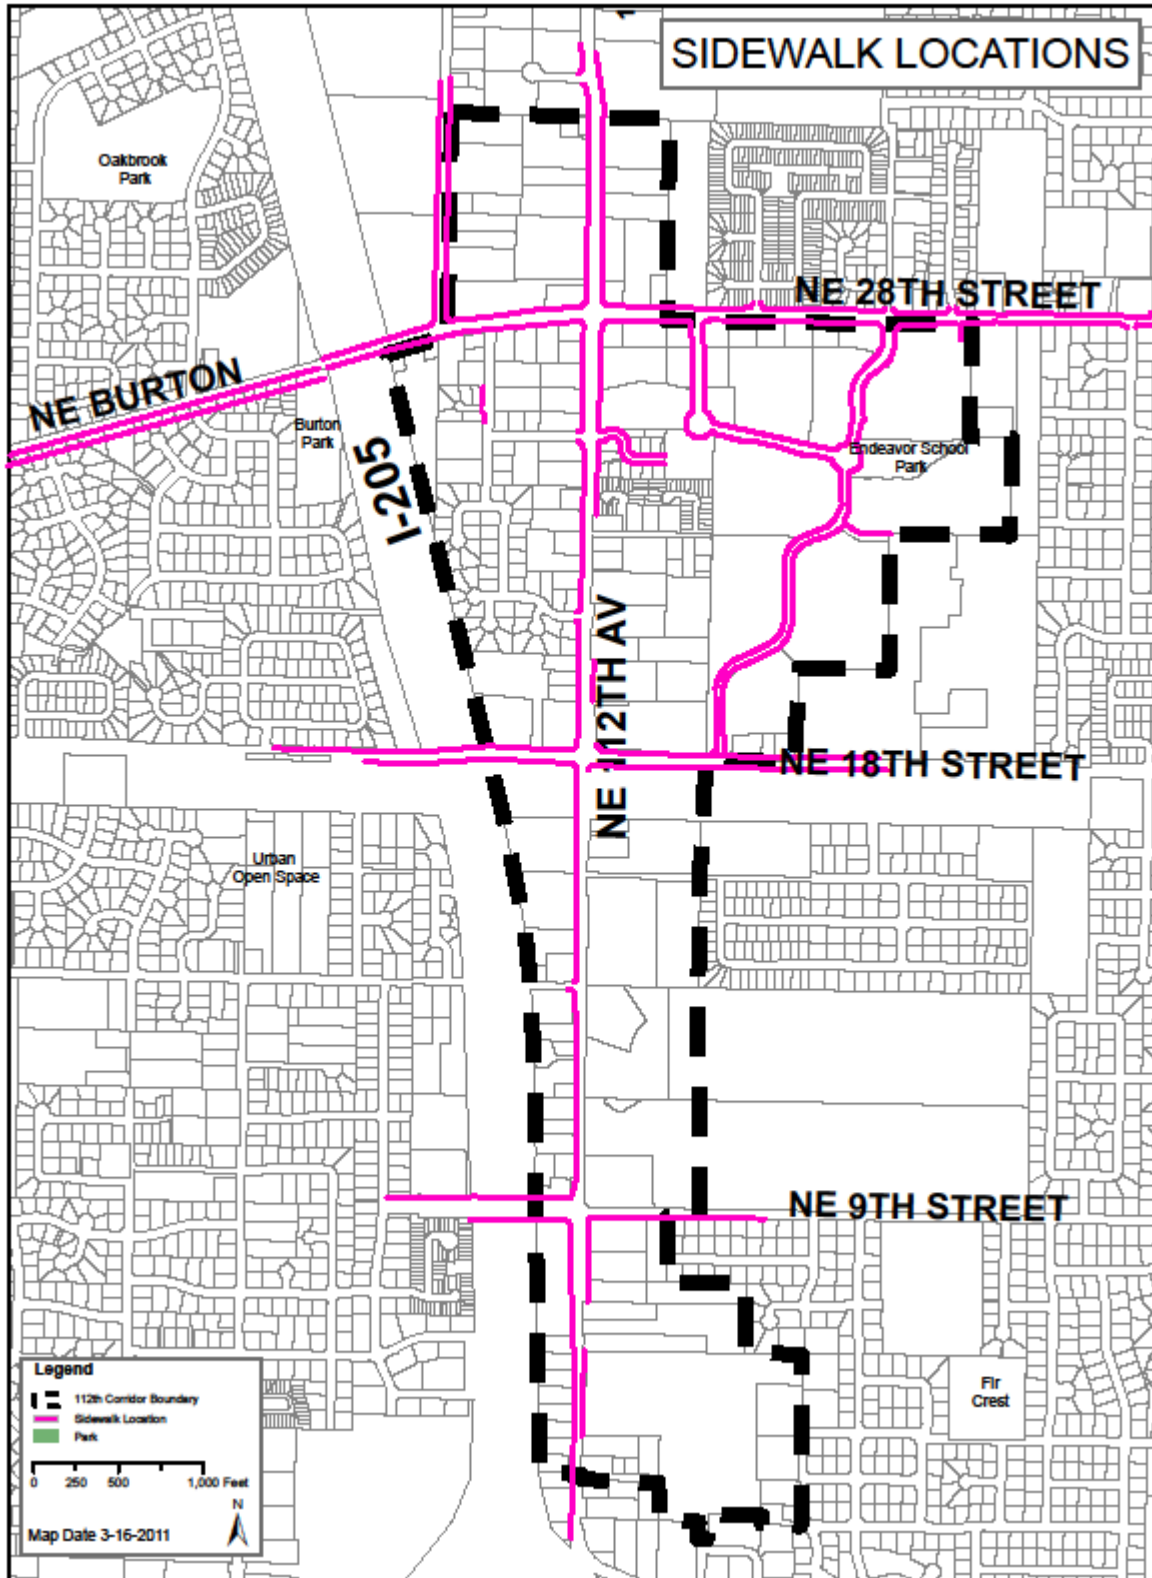 SIDEWALK LOCATIONS
Oakbrook
Park
NE 28TH STREET
NE BURTON
Burton
Park
I-205
Endeavor School
Park
NE 112TH AV
NE 18TH STREET
Urban
Open Space
NE 9TH STREET
Fir
Crest
Legend
112th Corridor Boundary
Sidewalk Location
Park
0 250 500 1,000 Feet
N
Map Date 3-16-2011